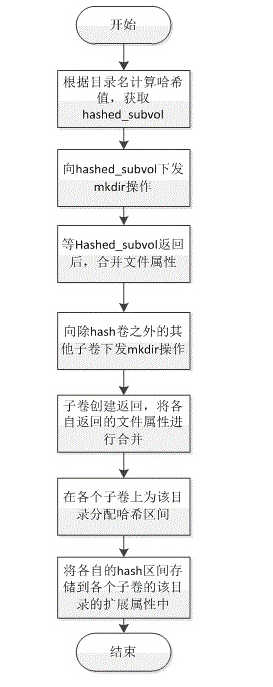 开始
根据目录名计算哈希
值，获取
hashed_subvol
向hashed_subvol下发
mkdir操作
等Hashed_subvol返回
后，合并文件属性
向除hash卷之外的其
他子卷下发mkdir操作
子卷创建返回，将各
自返回的文件属性进
行合并
在各个子卷上为该目
录分配哈希区间
将各自的hash区间存
储到各个子卷的该目
录的扩展属性中
结束